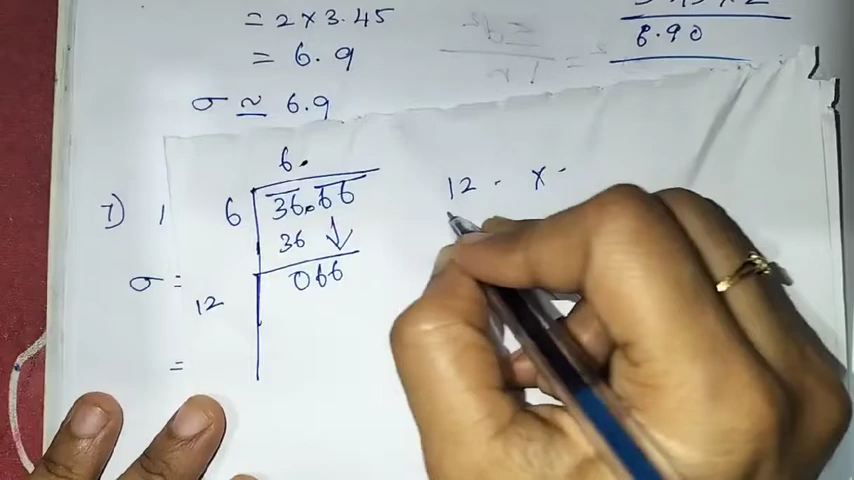 = 2 x 3.45
= 6.9
8.90
σ ≈ 6.9
6.
7) 1 6 36.66 12 - x -
36
σ = 12 066
=